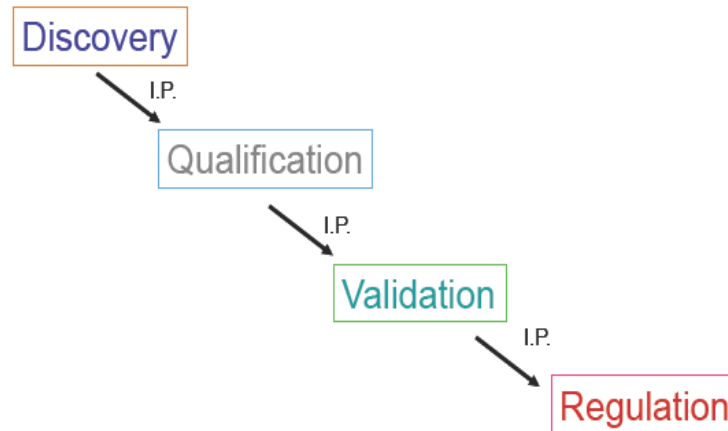 Discovery
I.P.
Qualification
I.P.
Validation
I.P.
Regulation